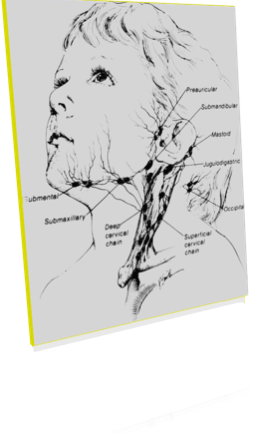 Preauricular
Submandibular
Mastoid
Jugulodigastric
Submental
Submaxillary
Occipital
Deep
cervical
chain
Superficial
cervical
chain